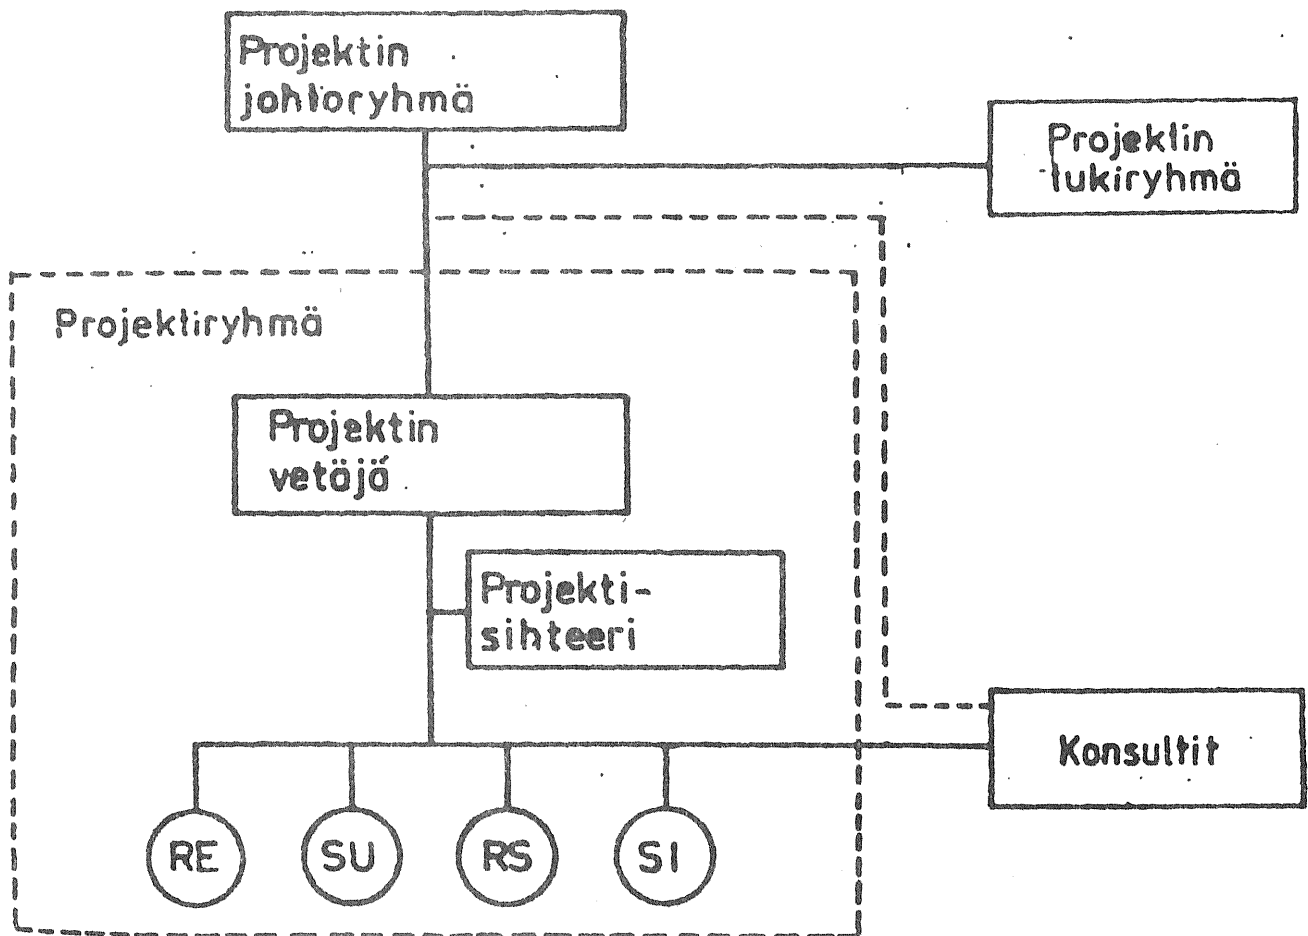 Projektin
johtoryhmä
Projektin
tukiryhmä
Projektiryhmä
Projektin
vetäjä
Projekti-
sihteeri
Konsultit
RE
SU
RS
SI